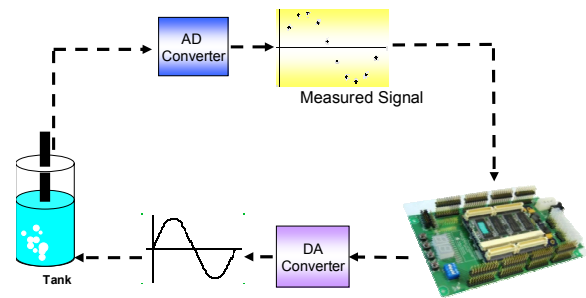 AD
Converter
Measured Signal
Tank
DA
Converter